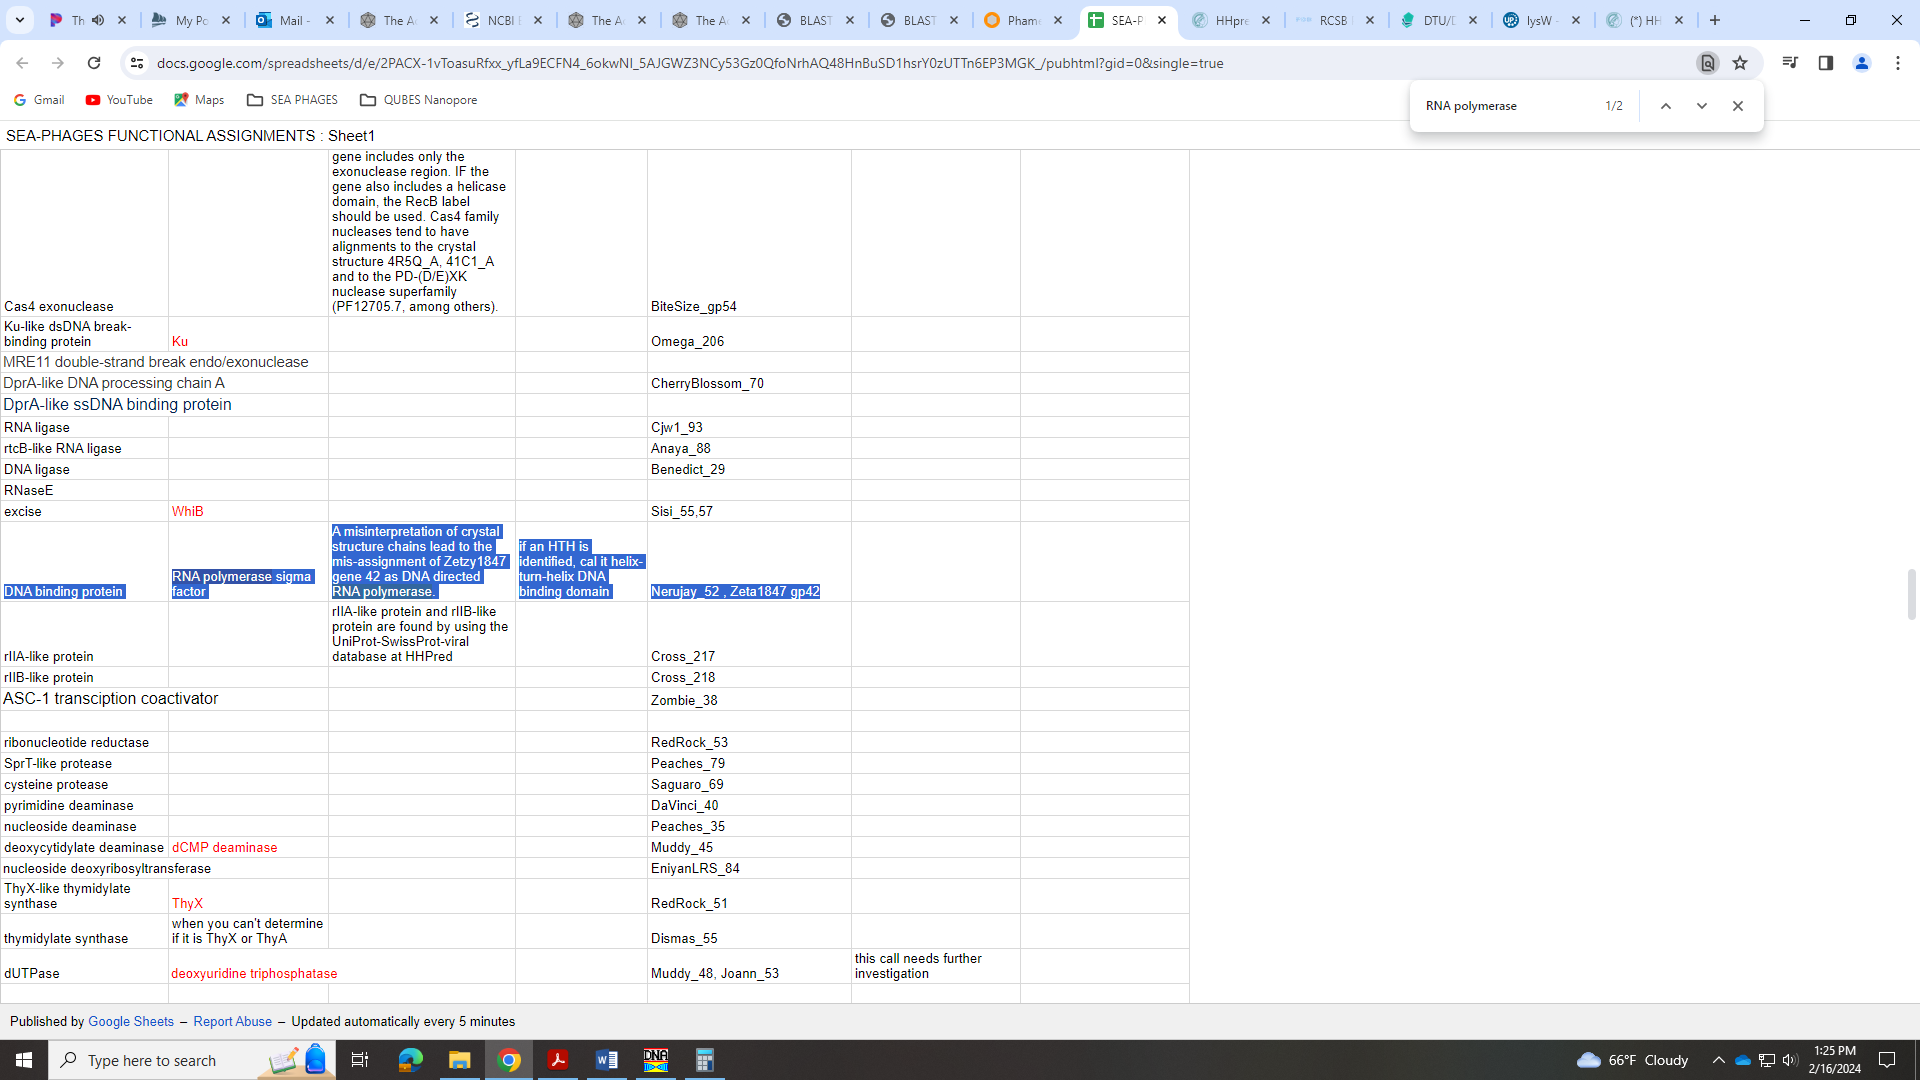 Th
My Po
Mail -
The A
NCBI E
The A
The A
BLAST
BLAST
Pham
SEA-P
HHpre
RCSB
DTU/
lysW -
(*) HH
docs.google.com/spreadsheets/d/e/2PACX-1vToasuRfxx_yfLa9ECFN4_6okwNI_5AJGWZ3NCy53Gz0QfoNrhAQ48HnBuSD1hsrY0zUTTn6EP3MGK_/pubhtml?gid=0&single=true
Gmail
YouTube
Maps
SEA PHAGES
QUBES Nanopore
RNA polymerase 1/2
SEA-PHAGES FUNCTIONAL ASSIGNMENTS : Sheet1
gene includes only the
exonuclease region. IF the
gene also includes a helicase
domain, the RecB label
should be used. Cas4 family
nucleases tend to have
alignments to the crystal
structure 4R5Q_A, 41C1_A
and to the PD-(D/E)XK
nuclease superfamily
(PF12705.7, among others).
Cas4 exonuclease
BiteSize_gp54
Ku-like dsDNA break-
binding protein
Ku
Omega_206
MRE11 double-strand break endo/exonuclease
DprA-like DNA processing chain A
CherryBlossom_70
DprA-like ssDNA binding protein
RNA ligase
Cjw1_93
rtcB-like RNA ligase
Anaya_88
DNA ligase
Benedict_29
RNaseE
excise
WhiB
Sisi_55,57
DNA binding protein
RNA polymerase sigma
factor
A misinterpretation of crystal
structure chains lead to the
mis-assignment of Zetzy1847
gene 42 as DNA directed
RNA polymerase.
if an HTH is
identified, cal it helix-
turn-helix DNA
binding domain
Nerujay_52 , Zeta1847 gp42
rIIA-like protein
rIIA-like protein and rIIB-like
protein are found by using the
UniProt-SwissProt-viral
database at HHPred
Cross_217
rIIB-like protein
Cross_218
ASC-1 transciption coactivator
Zombie_38
ribonucleotide reductase
RedRock_53
SprT-like protease
Peaches_79
cysteine protease
Saguaro_69
pyrimidine deaminase
DaVinci_40
nucleoside deaminase
Peaches_35
deoxycytidylate deaminase
dCMP deaminase
Muddy_45
nucleoside deoxyribosyltransferase
EniyanLRS_84
ThyX-like thymidylate
synthase
ThyX
RedRock_51
thymidylate synthase
when you can't determine
if it is ThyX or ThyA
Dismas_55
dUTPase
deoxyuridine triphosphatase
Muddy_48, Joann_53
this call needs further
investigation
Published by Google Sheets – Report Abuse – Updated automatically every 5 minutes
Type here to search
DNA
66°F Cloudy
1:25 PM
2/16/2024